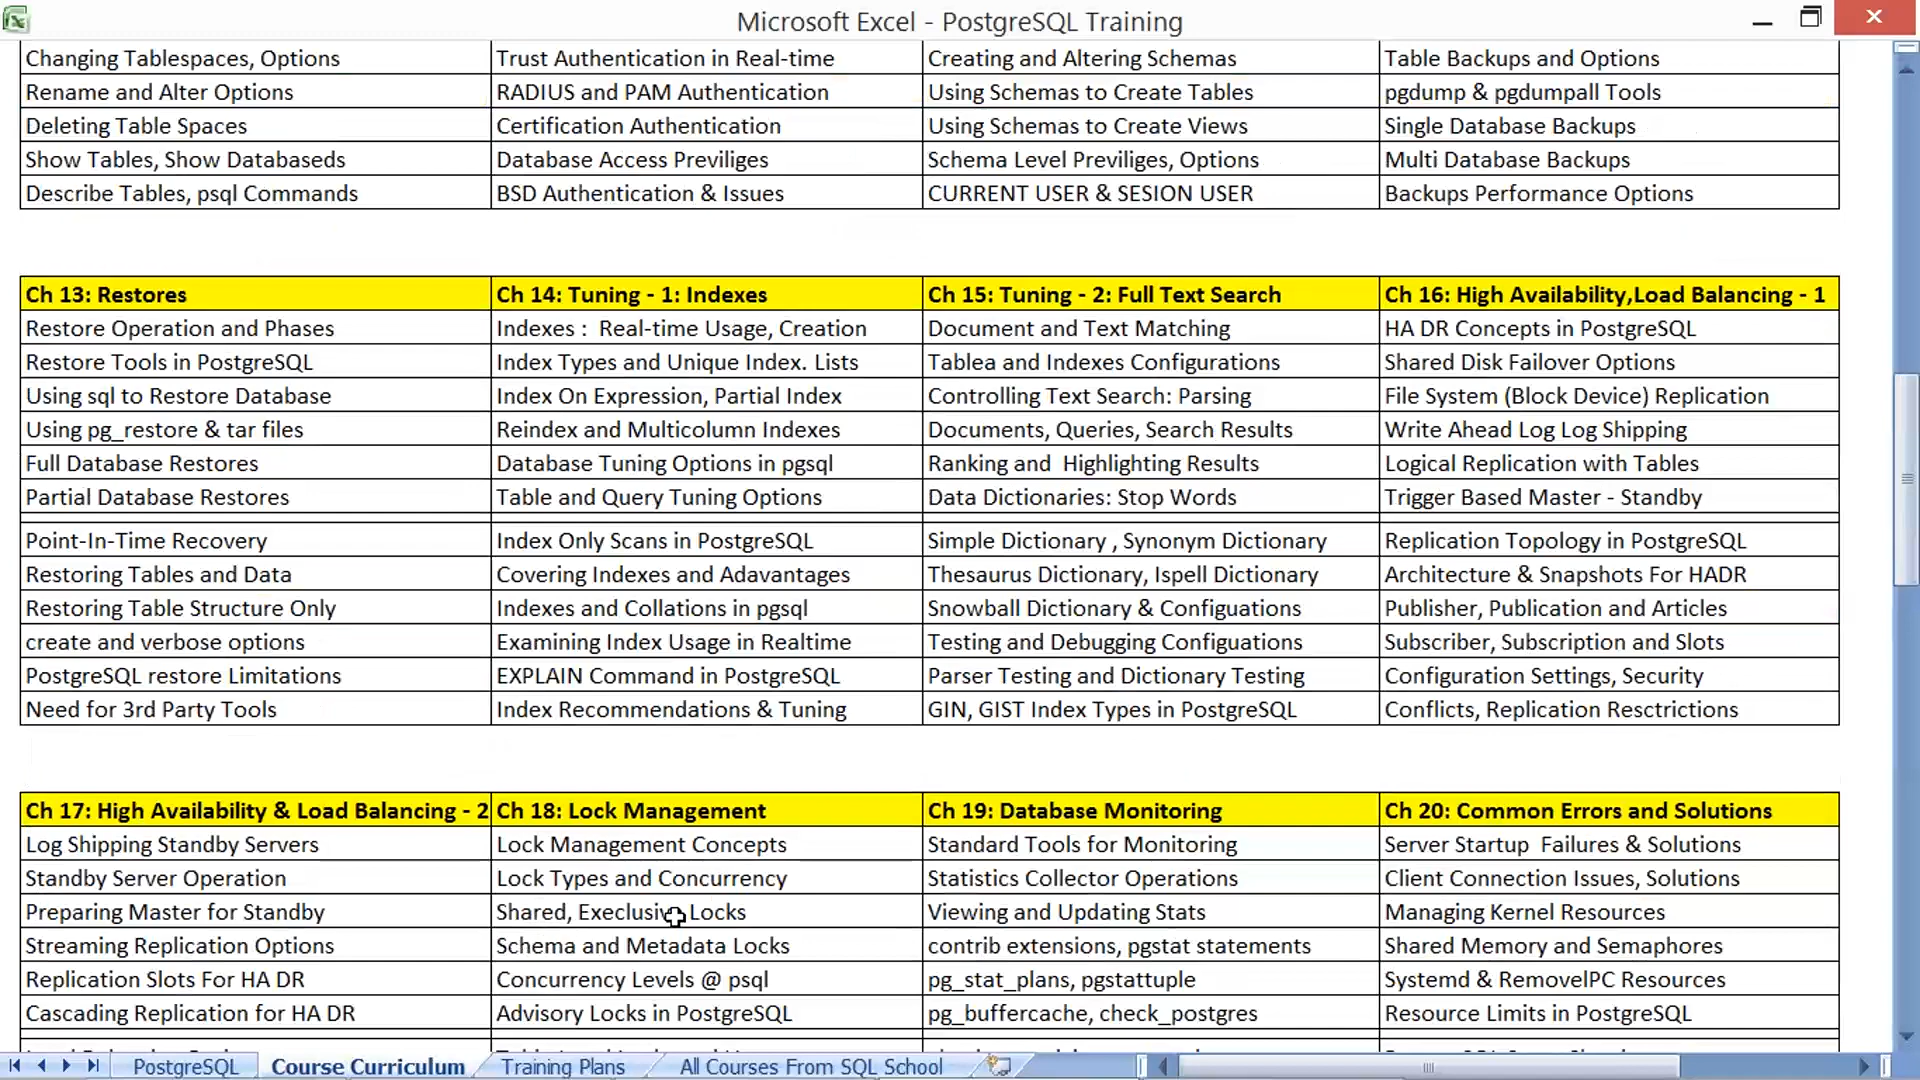 Microsoft Excel - PostgreSQL Training
Changing Tablespaces, Options
Trust Authentication in Real-time
Creating and Altering Schemas
Table Backups and Options
Rename and Alter Options
RADIUS and PAM Authentication
Using Schemas to Create Tables
pgdump & pgdumpall Tools
Deleting Table Spaces
Certification Authentication
Using Schemas to Create Views
Single Database Backups
Show Tables, Show Databaseds
Database Access Previliges
Schema Level Previliges, Options
Multi Database Backups
Describe Tables, psql Commands
BSD Authentication & Issues
CURRENT USER & SESION USER
Backups Performance Options
Ch 13: Restores
Ch 14: Tuning - 1: Indexes
Ch 15: Tuning - 2: Full Text Search
Ch 16: High Availability,Load Balancing - 1
Restore Operation and Phases
Indexes :  Real-time Usage, Creation
Document and Text Matching
HA DR Concepts in PostgreSQL
Restore Tools in PostgreSQL
Index Types and Unique Index. Lists
Tablea and Indexes Configurations
Shared Disk Failover Options
Using sql to Restore Database
Index On Expression, Partial Index
Controlling Text Search: Parsing
File System (Block Device) Replication
Using pg_restore & tar files
Reindex and Multicolumn Indexes
Documents, Queries, Search Results
Write Ahead Log Log Shipping
Full Database Restores
Database Tuning Options in pgsql
Ranking and  Highlighting Results
Logical Replication with Tables
Partial Database Restores
Table and Query Tuning Options
Data Dictionaries: Stop Words
Trigger Based Master - Standby
Point-In-Time Recovery
Index Only Scans in PostgreSQL
Simple Dictionary , Synonym Dictionary
Replication Topology in PostgreSQL
Restoring Tables and Data
Covering Indexes and Adavantages
Thesaurus Dictionary, Ispell Dictionary
Architecture & Snapshots For HADR
Restoring Table Structure Only
Indexes and Collations in pgsql
Snowball Dictionary & Configuations
Publisher, Publication and Articles
create and verbose options
Examining Index Usage in Realtime
Testing and Debugging Configuations
Subscriber, Subscription and Slots
PostgreSQL restore Limitations
EXPLAIN Command in PostgreSQL
Parser Testing and Dictionary Testing
Configuration Settings, Security
Need for 3rd Party Tools
Index Recommendations & Tuning
GIN, GIST Index Types in PostgreSQL
Conflicts, Replication Resctrictions
Ch 17: High Availability & Load Balancing - 2
Ch 18: Lock Management
Ch 19: Database Monitoring
Ch 20: Common Errors and Solutions
Log Shipping Standby Servers
Lock Management Concepts
Standard Tools for Monitoring
Server Startup  Failures & Solutions
Standby Server Operation
Lock Types and Concurrency
Statistics Collector Operations
Client Connection Issues, Solutions
Preparing Master for Standby
Shared, Execlusive Locks
Viewing and Updating Stats
Managing Kernel Resources
Streaming Replication Options
Schema and Metadata Locks
contrib extensions, pgstat statements
Shared Memory and Semaphores
Replication Slots For HA DR
Concurrency Levels @ psql
pg_stat_plans, pgstattuple
Systemd & RemovelPC Resources
Cascading Replication for HA DR
Advisory Locks in PostgreSQL
pg_buffercache, check_postgres
Resource Limits in PostgreSQL
PostgreSQL
Course Curriculum
Training Plans
All Courses From SQL School